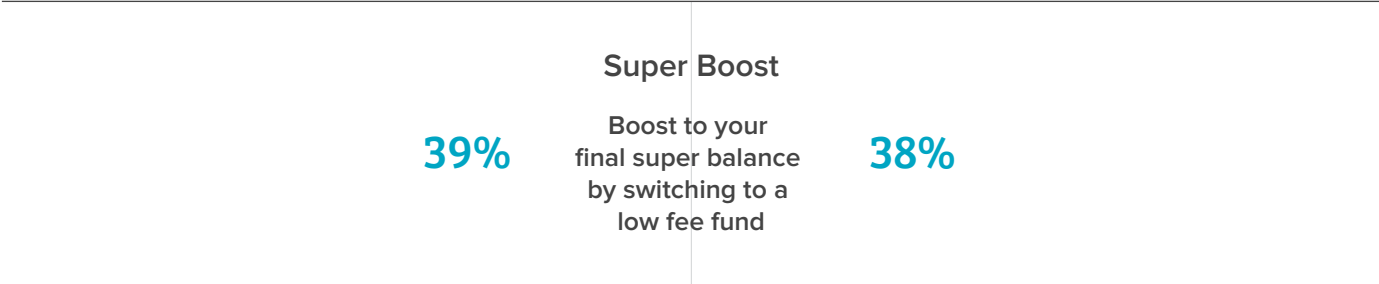 Super Boost
39%
Boost to your
final super balance
by switching to a
low fee fund
38%